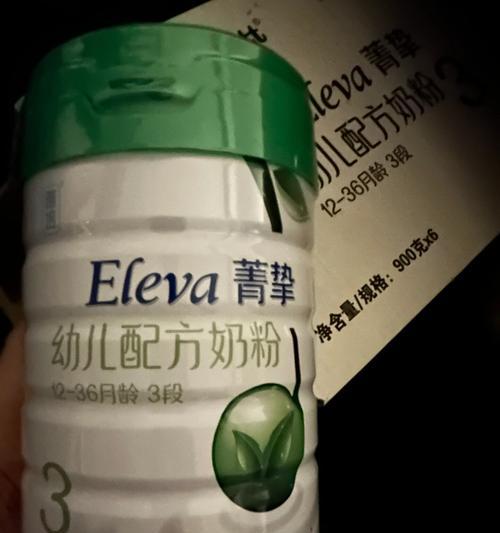 Eleva 菁挚
幼儿配方奶粉
12-36月龄 3段
3
Eleva 菁挚
幼儿配方奶粉
3
12-36月龄 3段
净含量/规格：900克x6